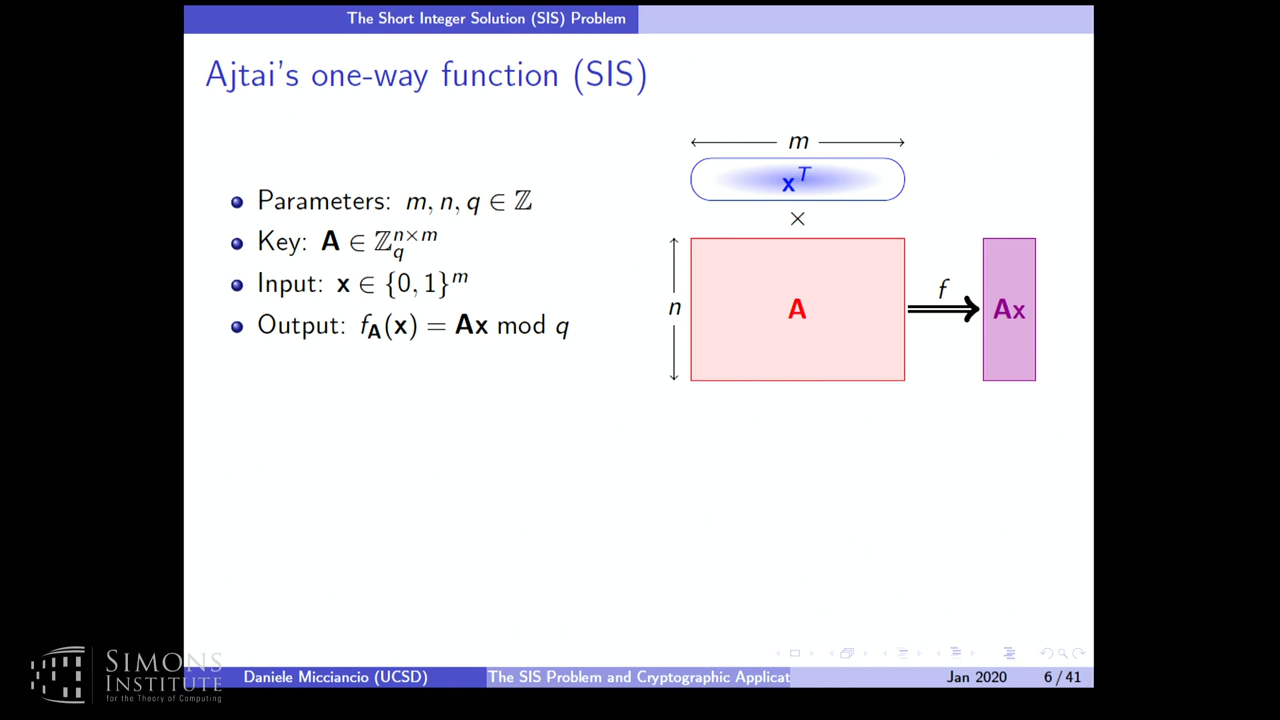 The Short Integer Solution (SIS) Problem
Ajtai's one-way function (SIS)
Parameters: m, n, q ∈ ℤ
Key: A ∈ ℤ_q^{n×m}
Input: x ∈ {0, 1}^m
Output: f_A(x) = Ax mod q
m
x^T
×
n
A
f
Ax
SIMONS
INSTITUTE
for the Theory of Computing
Daniele Micciancio (UCSD)
The SIS Problem and Cryptographic Applicat
Jan 2020
6 / 41